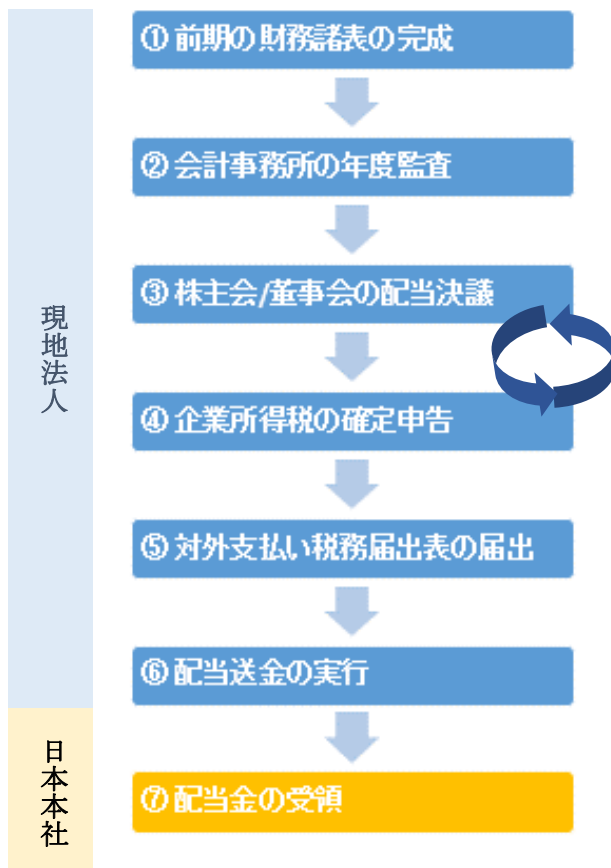 ① 前期の財務諸表の完成
② 会計事務所の年度監査
③ 株主会/董事会の配当決議
④ 企業所得税の確定申告
⑤ 対外支払い税務届出表の届出
⑥ 配当送金の実行
⑦ 配当金の受領
現地法人
日本本社